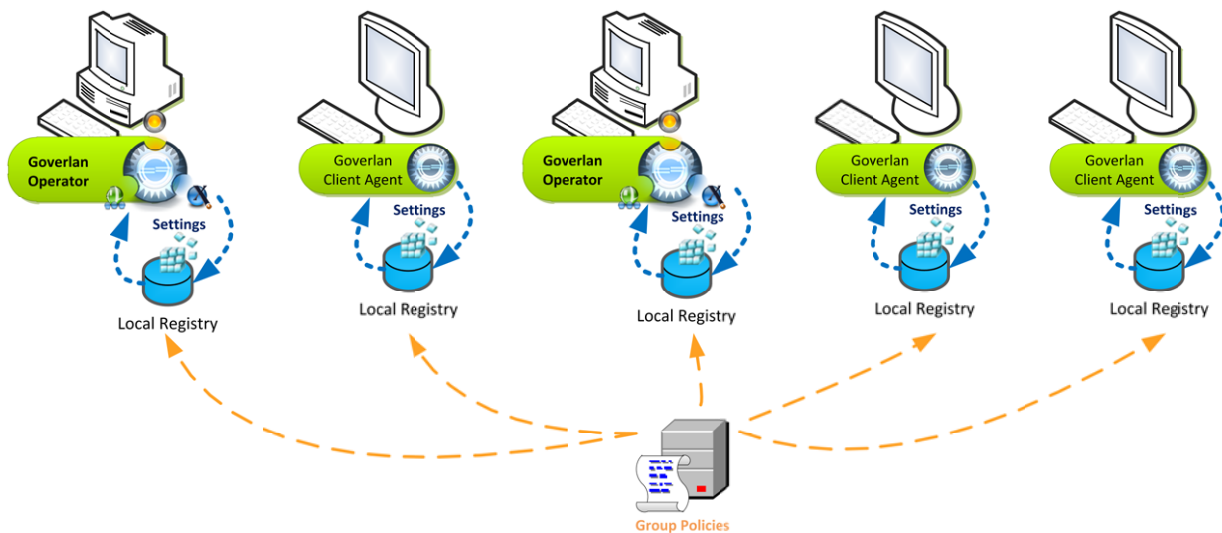 Goverlan
Operator
Settings
Local Registry
Goverlan
Client Agent
Settings
Local Registry
Goverlan
Operator
Settings
Local Registry
Goverlan
Client Agent
Settings
Local Registry
Goverlan
Client Agent
Settings
Local Registry
Group Policies